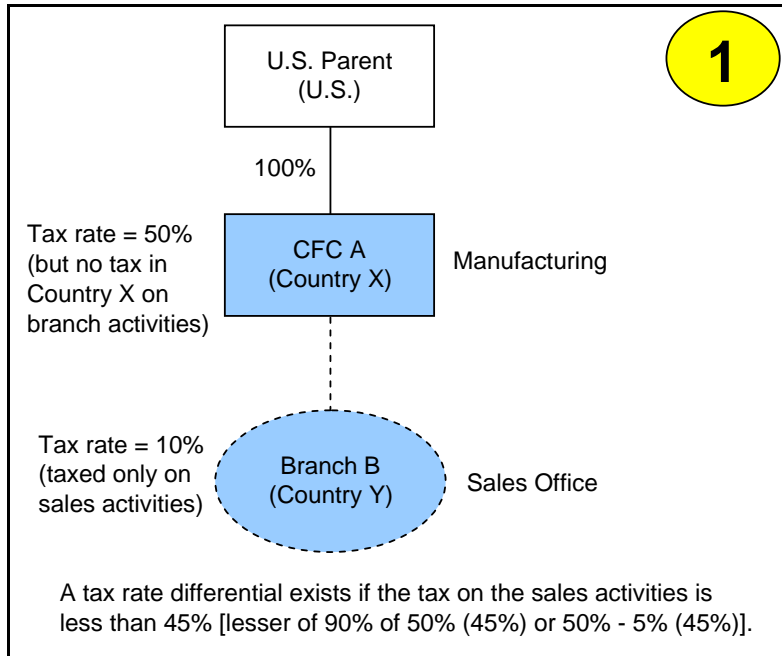 1
U.S. Parent
(U.S.)
100%
Tax rate = 50%
(but no tax in
Country X on
branch activities)
CFC A
(Country X)
Manufacturing
Tax rate = 10%
(taxed only on
sales activities)
Branch B
(Country Y)
Sales Office
A tax rate differential exists if the tax on the sales activities is
less than 45% [lesser of 90% of 50% (45%) or 50% - 5% (45%)].